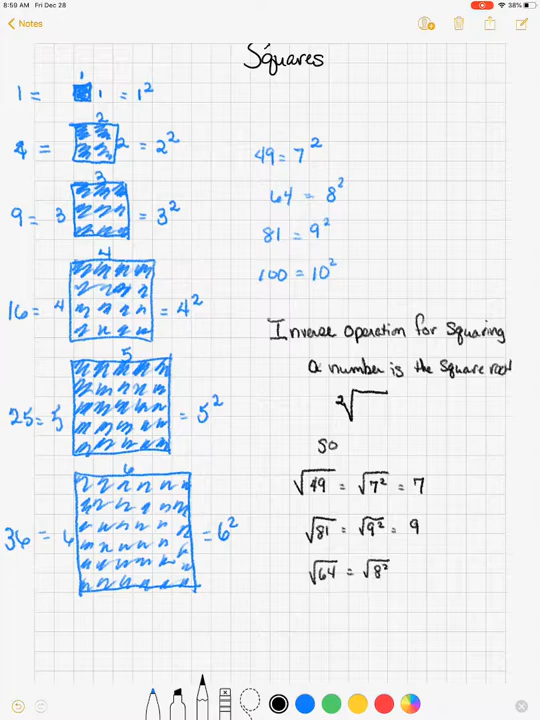 8:59 AM Fri Dec 28
38%
Notes
Squares
1
1 = 1 = 1²
2
4 = 2 = 2²
3
9 = 3 = 3²
4
16 = 4 = 4²
5
25 = 5 = 5²
6
36 = 6 = 6²
49 = 7²
64 = 8²
81 = 9²
100 = 10²
Inverse operation for squaring
a number is the square root
²√
so
√49 = √7² = 7
√81 = √9² = 9
√64 = √8²